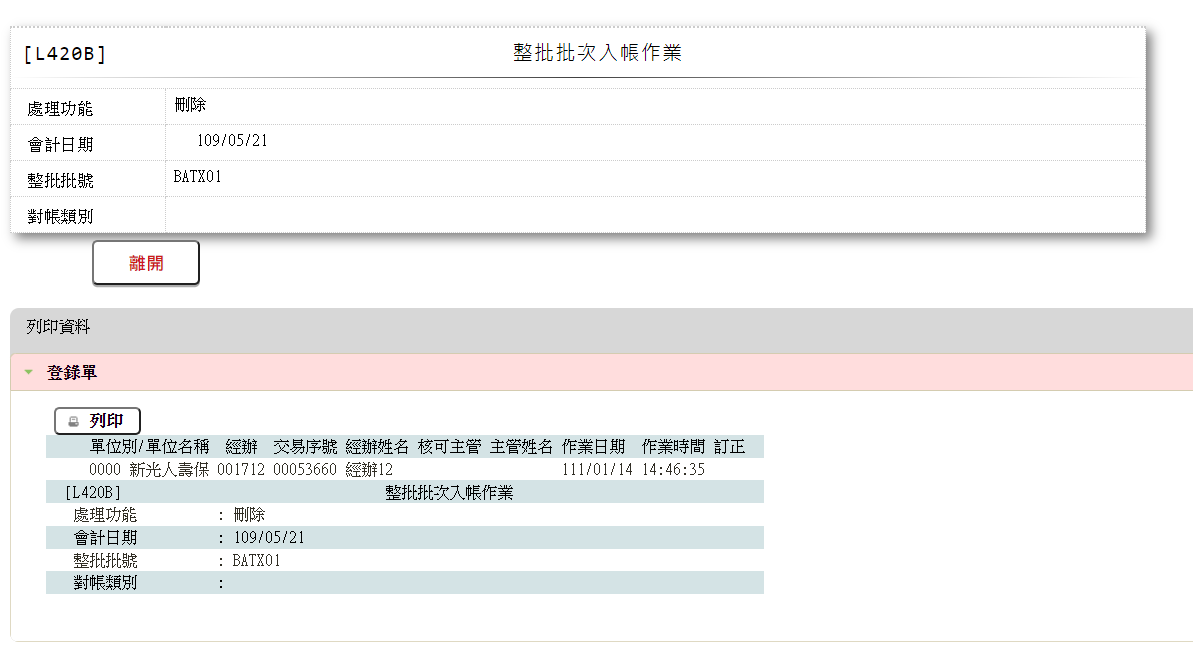 [L420B] 整批批次入帳作業
處理功能 刪除
會計日期 109/05/21
整批批號 BATX01
對帳類別
離開
列印資料
登錄單
列印
單位別/單位名稱 經辦 交易序號 經辦姓名 核可主管 主管姓名 作業日期 作業時間 訂正
0000 新光人壽保 001712 00053660 經辦12 111/01/14 14:46:35
[L420B] 整批批次入帳作業
處理功能 : 刪除
會計日期 : 109/05/21
整批批號 : BATX01
對帳類別 :